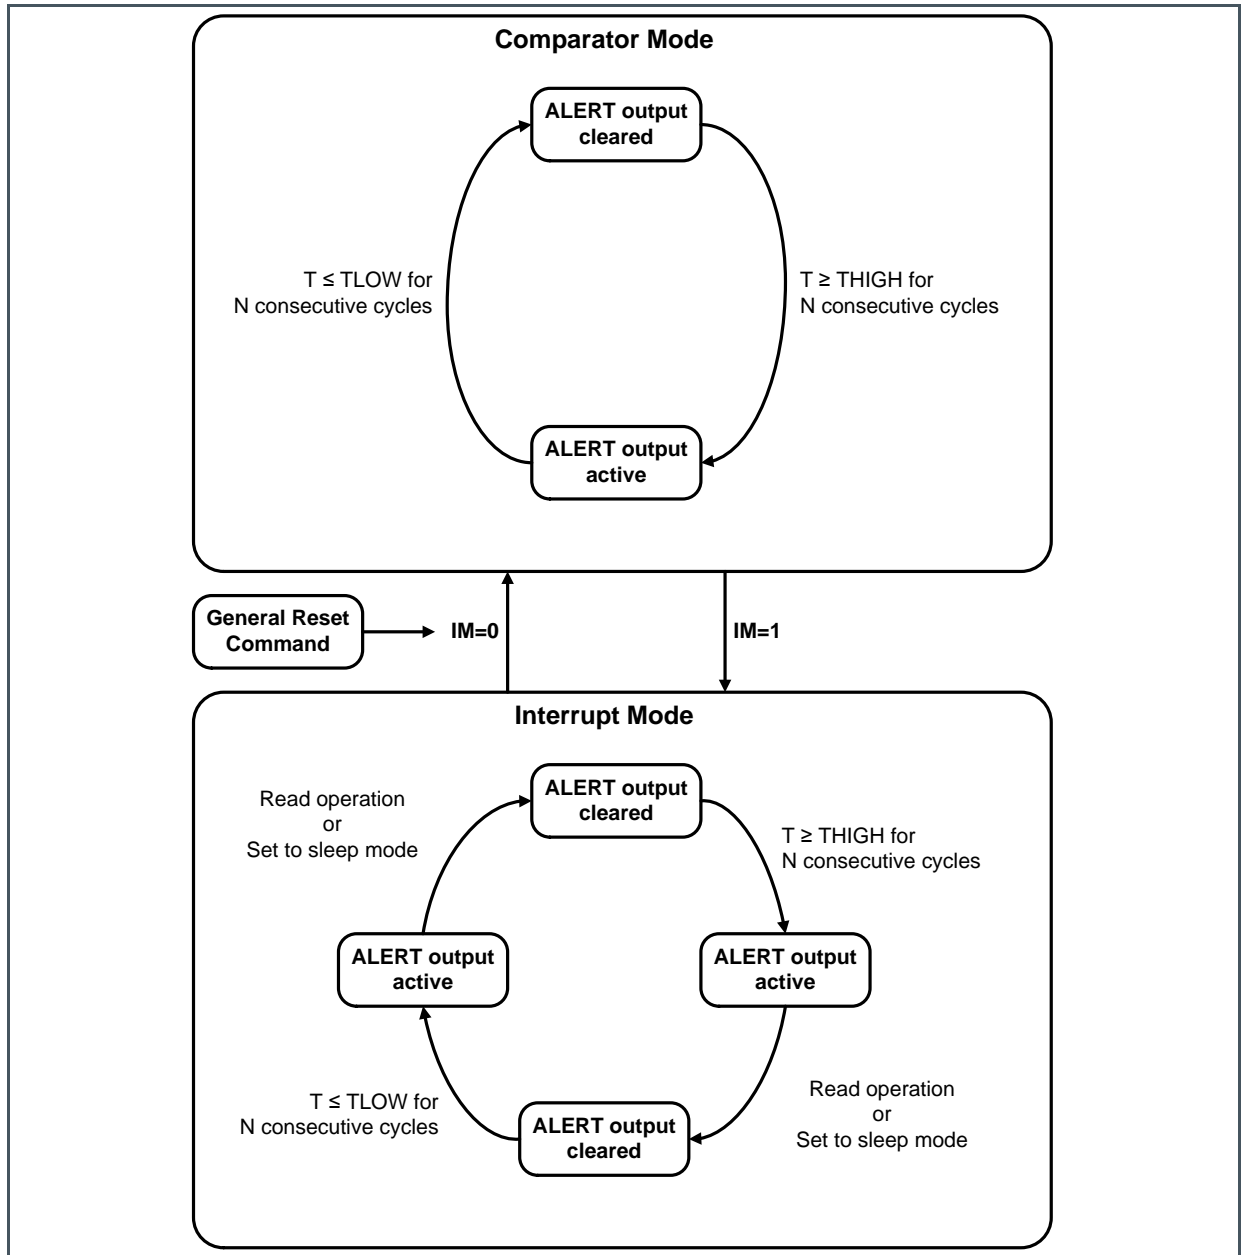 Comparator Mode
ALERT output
cleared
T ≤ TLOW for
N consecutive cycles
T ≥ THIGH for
N consecutive cycles
ALERT output
active
General Reset
Command
IM=0
IM=1
Interrupt Mode
ALERT output
cleared
Read operation
or
Set to sleep mode
T ≥ THIGH for
N consecutive cycles
ALERT output
active
ALERT output
active
T ≤ TLOW for
N consecutive cycles
ALERT output
cleared
Read operation
or
Set to sleep mode